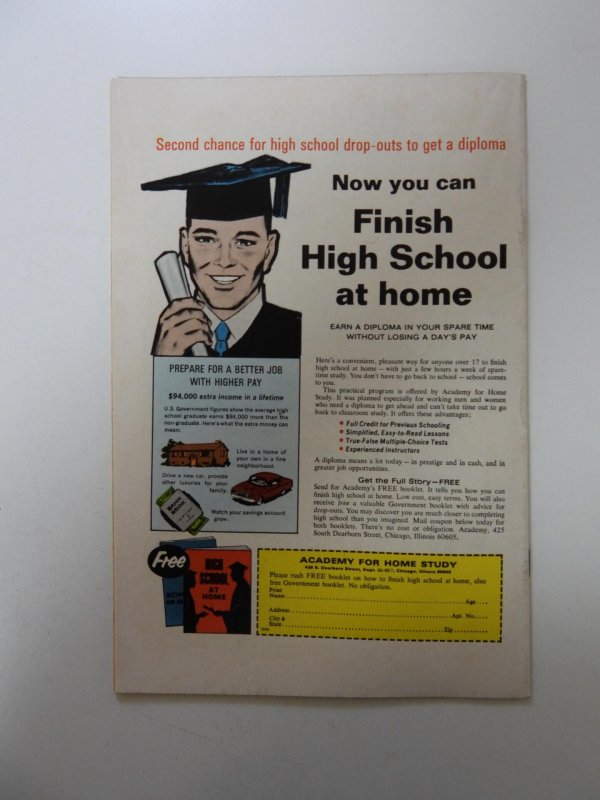 Second chance for high school drop-outs to get a diploma
Now you can
Finish
High School
at home
EARN A DIPLOMA IN YOUR SPARE TIME
WITHOUT LOSING A DAY'S PAY
Here's a convenient, pleasant way for anyone over 17 to finish
high school at home — with just a few hours a week of spare-
time study. You don't have to go back to school — school comes
to you.
This practical program is offered by Academy for Home
Study. It was planned especially for working men and women
who need a diploma to get ahead and can't take time out to go
back to classroom study. It offers these advantages;
• Full Credit for Previous Schooling
• Simplified, Easy-to-Read Lessons
• True-False Multiple-Choice Tests
• Experienced Instructors
A diploma means a lot today — in prestige and in cash, and in
greater job opportunities.
Get the Full Story—FREE
Send for Academy's FREE booklet. It tells you how you can
finish high school at home. Low cost, easy terms. You will also
receive free a valuable Government booklet with advice for
drop-outs. You may discover you are much closer to completing
high school than you imagined. Mail coupon below today for
both booklets. There's no cost or obligation. Academy, 425
South Dearborn Street, Chicago, Illinois 60605.
PREPARE FOR A BETTER JOB
WITH HIGHER PAY
$94,000 extra income in a lifetime
U.S. Government figures show the average high
school graduate earns $94,000 more than the
non-graduate. Here's what the extra money can
mean:
Live in a home of
your own in a fine
neighborhood.
Drive a new car, provide
other luxuries for your
family.
BANK
BOOK
Watch your savings account
grow.
Free
HIGH
SCHOOL
AT
HOME
ACADEMY FOR HOME STUDY
Chicago, Illinois 60605
Please rush FREE booklet on how to finish high school at home, also
free Government booklet. No obligation.
Print
Name Age
Address Apt. No.
City &
State Zip